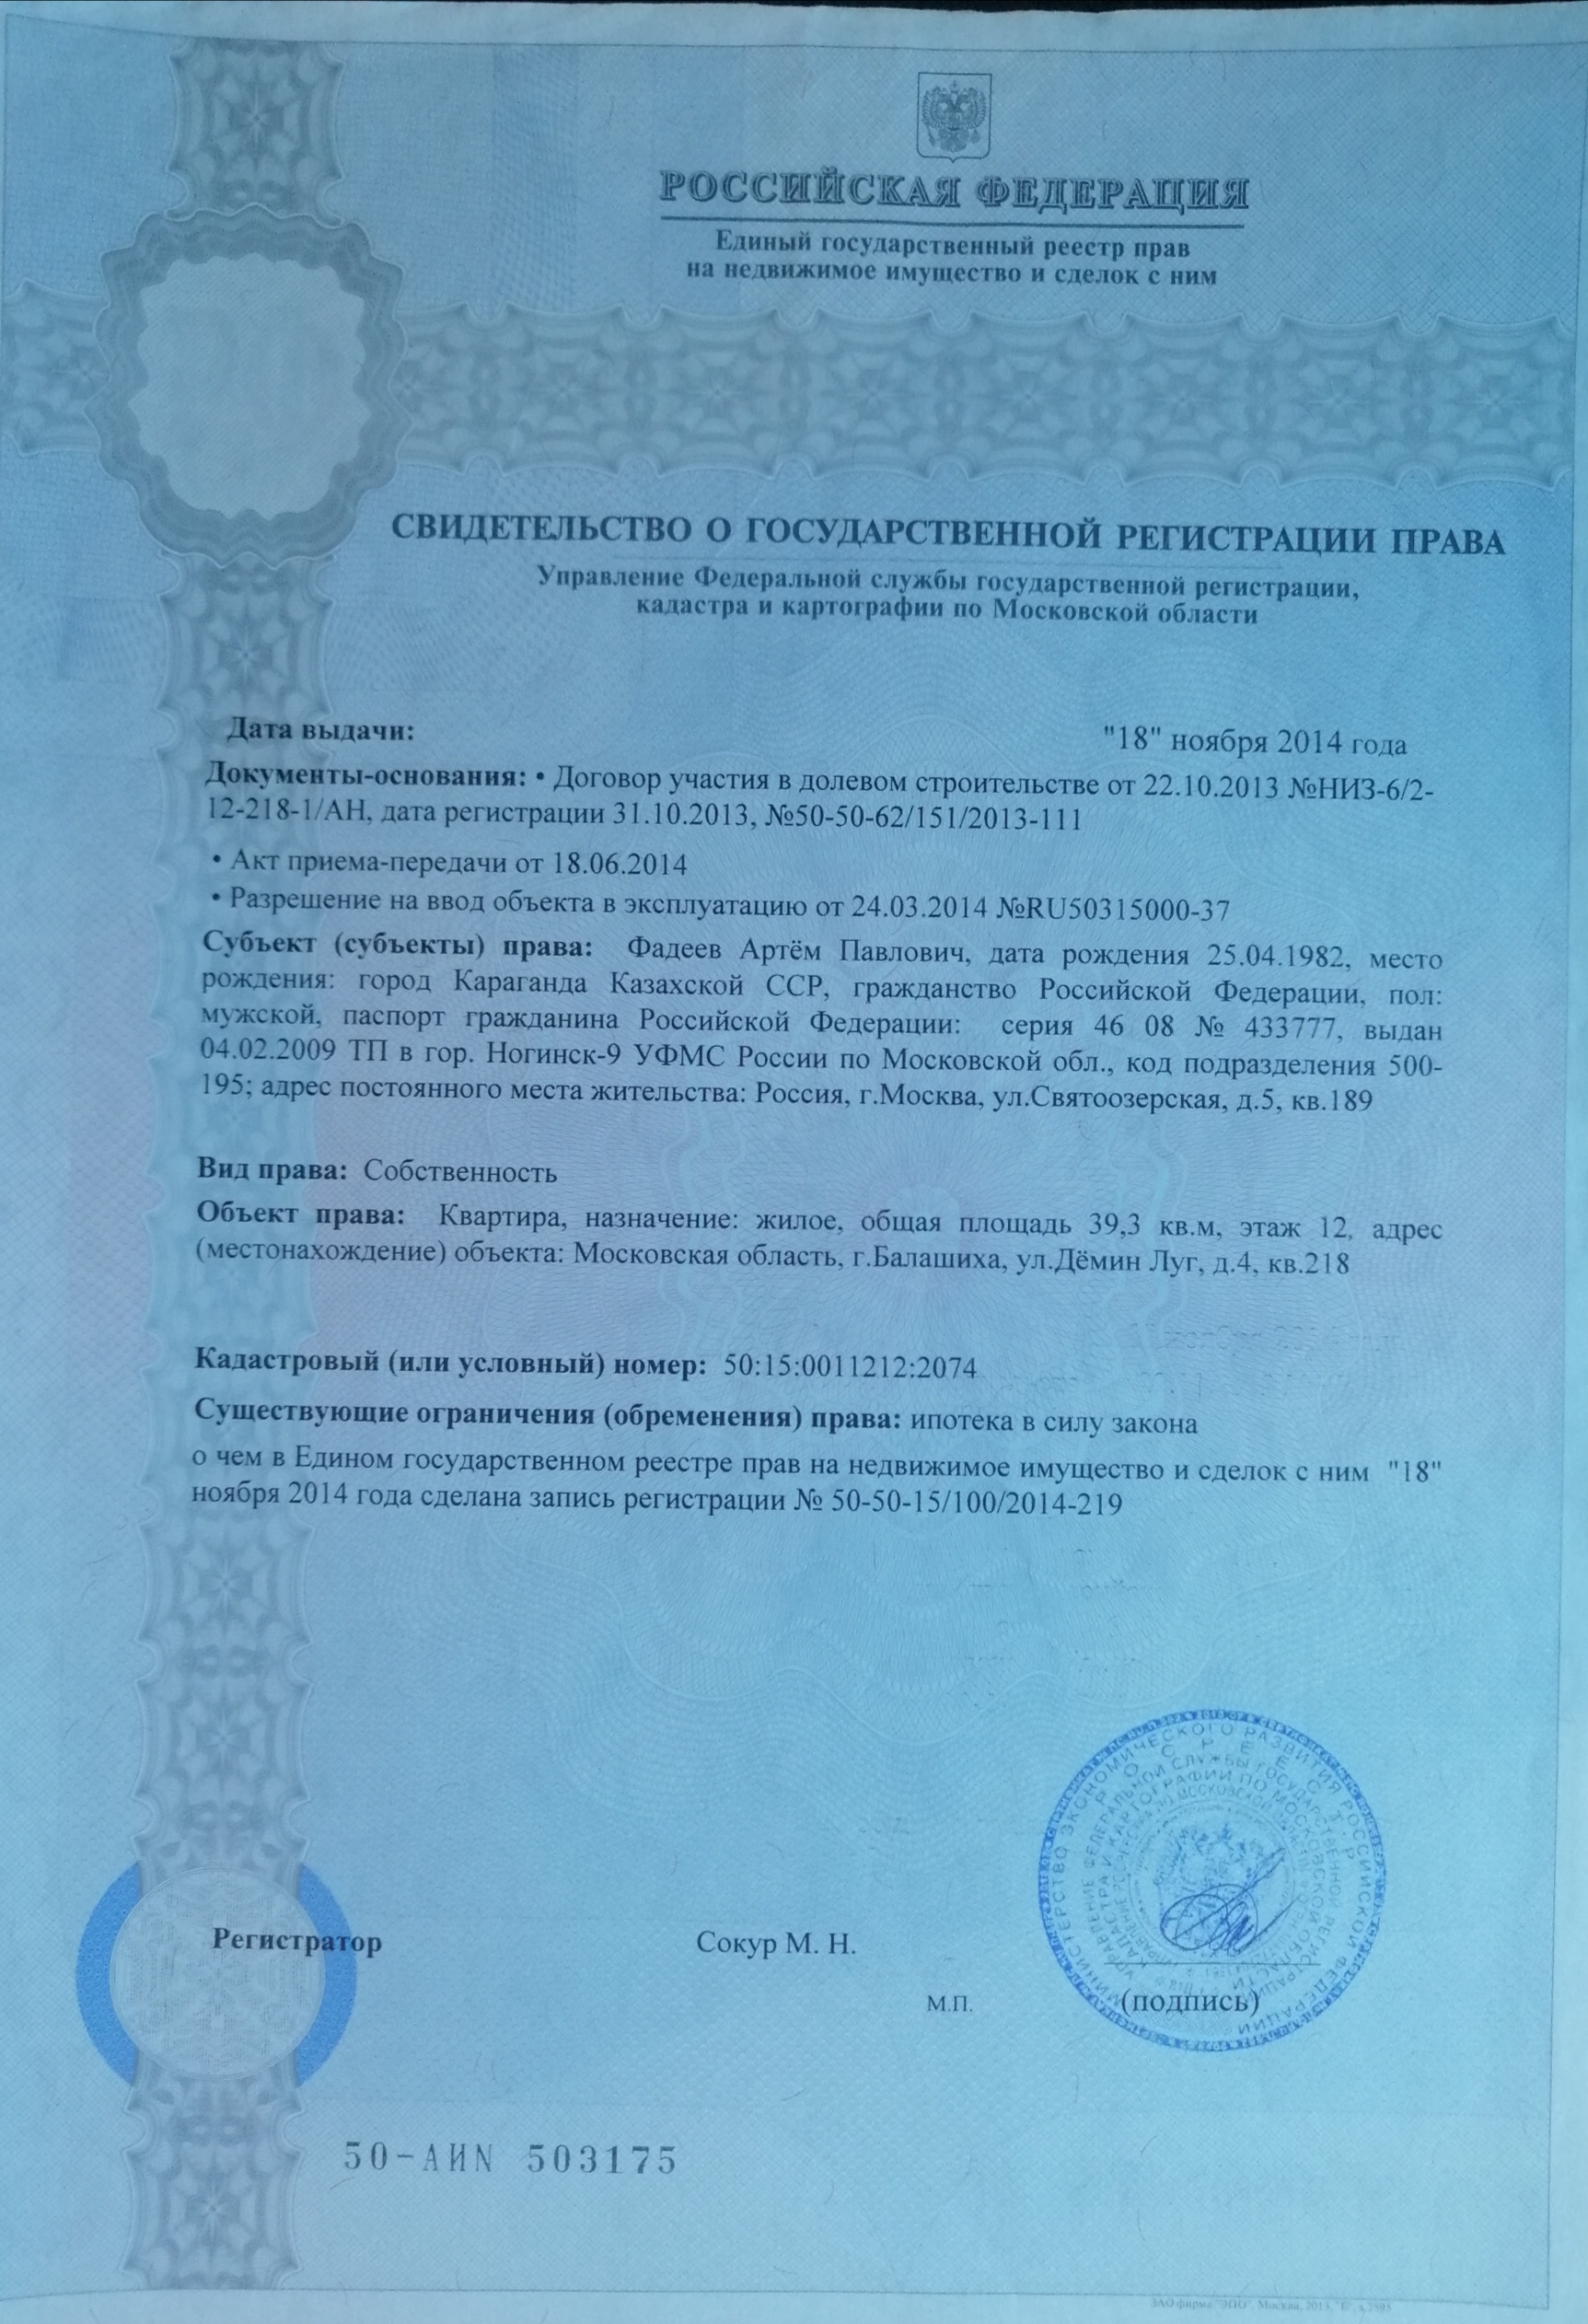 РОССИЙСКАЯ ФЕДЕРАЦИЯ
Единый государственный реестр прав
на недвижимое имущество и сделок с ним
СВИДЕТЕЛЬСТВО О ГОСУДАРСТВЕННОЙ РЕГИСТРАЦИИ ПРАВА
Управление Федеральной службы государственной регистрации,
кадастра и картографии по Московской области
Дата выдачи: "18" ноября 2014 года
Документы-основания: • Договор участия в долевом строительстве от 22.10.2013 №НИЗ-6/2-
12-218-1/АН, дата регистрации 31.10.2013, №50-50-62/151/2013-111
• Акт приема-передачи от 18.06.2014
• Разрешение на ввод объекта в эксплуатацию от 24.03.2014 №RU50315000-37
Субъект (субъекты) права: Фадеев Артём Павлович, дата рождения 25.04.1982, место
рождения: город Караганда Казахской ССР, гражданство Российской Федерации, пол:
мужской, паспорт гражданина Российской Федерации: серия 46 08 № 433777, выдан
04.02.2009 ТП в гор. Ногинск-9 УФМС России по Московской обл., код подразделения 500-
195; адрес постоянного места жительства: Россия, г.Москва, ул.Святоозерская, д.5, кв.189
Вид права: Собственность
Объект права: Квартира, назначение: жилое, общая площадь 39,3 кв.м, этаж 12, адрес
(местонахождение) объекта: Московская область, г.Балашиха, ул.Дёмин Луг, д.4, кв.218
Кадастровый (или условный) номер: 50:15:0011212:2074
Существующие ограничения (обременения) права: ипотека в силу закона
о чем в Едином государственном реестре прав на недвижимое имущество и сделок с ним "18"
ноября 2014 года сделана запись регистрации № 50-50-15/100/2014-219
МИНИСТЕРСТВО ЭКОНОМИЧЕСКОГО РАЗВИТИЯ РОССИЙСКОЙ ФЕДЕРАЦИИ
РОСРЕЕСТР
УПРАВЛЕНИЕ ФЕДЕРАЛЬНОЙ СЛУЖБЫ ГОСУДАРСТВЕННОЙ РЕГИСТРАЦИИ
КАДАСТРА И КАРТОГРАФИИ ПО МОСКОВСКОЙ ОБЛАСТИ
Регистратор Сокур М. Н.
м.п. (подпись)
50-АИN 503175
ЗАО фирма "ЭПО", Москва, 2013, "Б",